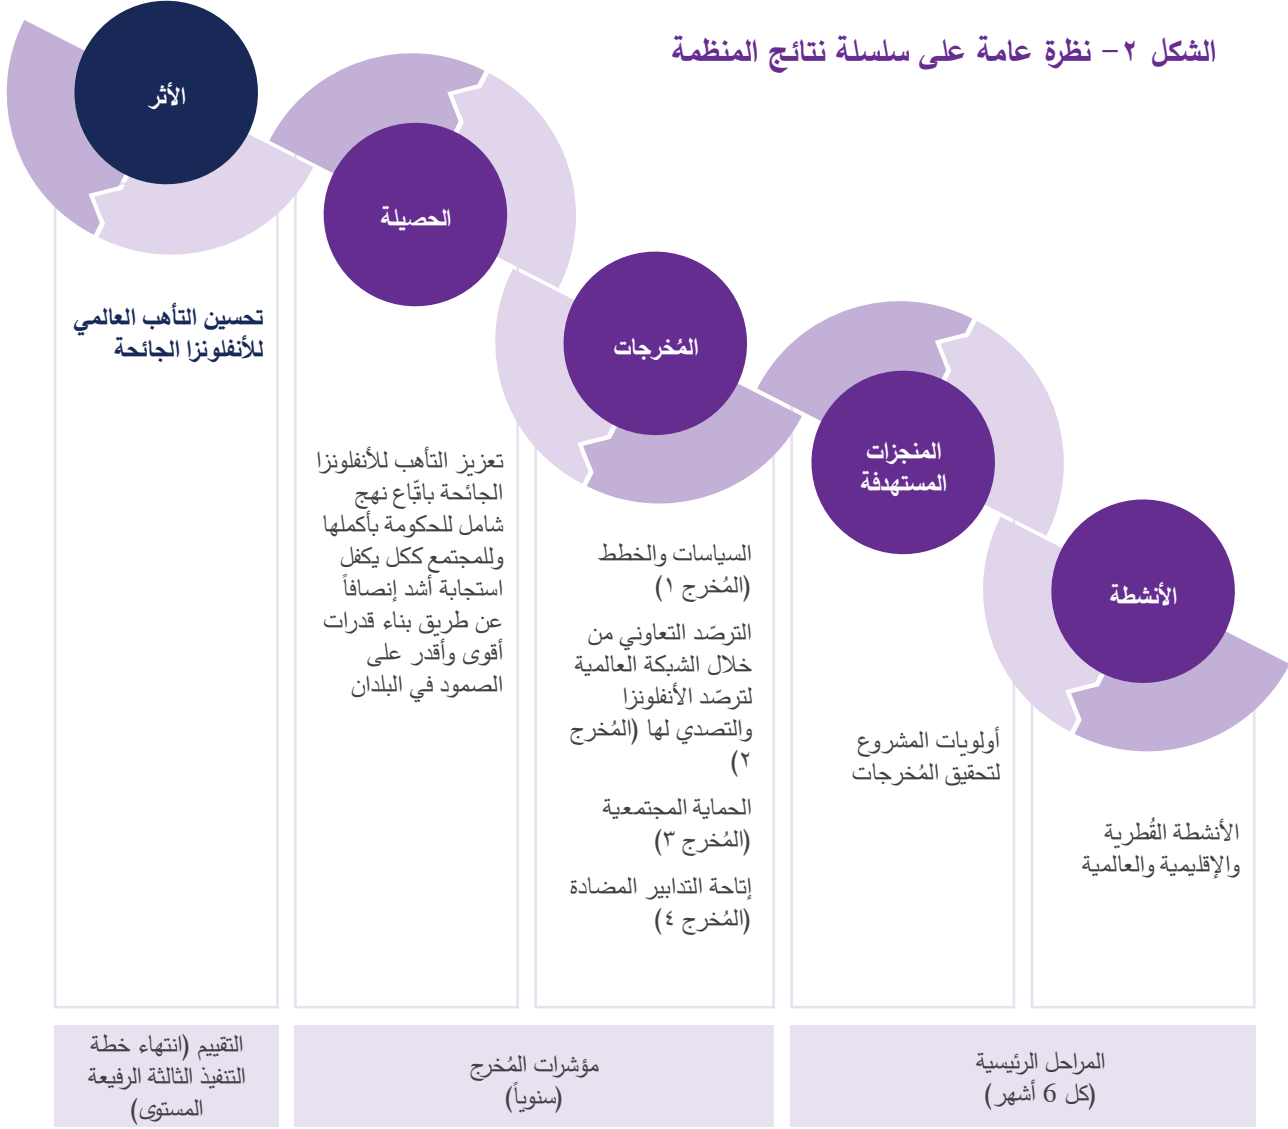 الشكل ٢- نظرة عامة على سلسلة نتائج المنظمة
الأثر
الحصيلة
المُخرجات
المنجزات
المستهدفة
الأنشطة
تحسين التأهب العالمي
للأنفلونزا الجائحة
تعزيز التأهب للأنفلونزا
الجائحة باتّباع نهج
شامل للحكومة بأكملها
وللمجتمع ككل يكفل
استجابة أشد إنصافاً
عن طريق بناء قدرات
أقوى وأقدر على
الصمود في البلدان
السياسات والخطط
(المُخرج ١)
الترصّد التعاوني من
خلال الشبكة العالمية
لترصّد الأنفلونزا
والتصدي لها (المُخرج
٢)
الحماية المجتمعية
(المُخرج ٣)
إتاحة التدابير المضادة
(المُخرج ٤)
أولويات المشروع
لتحقيق المُخرجات
الأنشطة القُطرية
والإقليمية والعالمية
التقييم (انتهاء خطة
التنفيذ الثالثة الرفيعة
المستوى)
مؤشرات المُخرج
(سنوياً)
المراحل الرئيسية
(كل 6 أشهر)